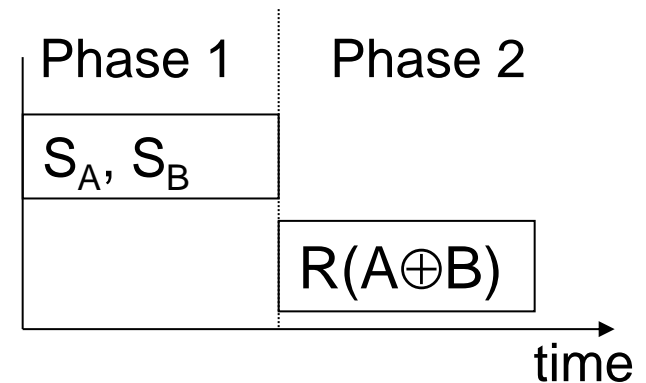 Phase 1 Phase 2
S_A, S_B
R(A⊕B)
time